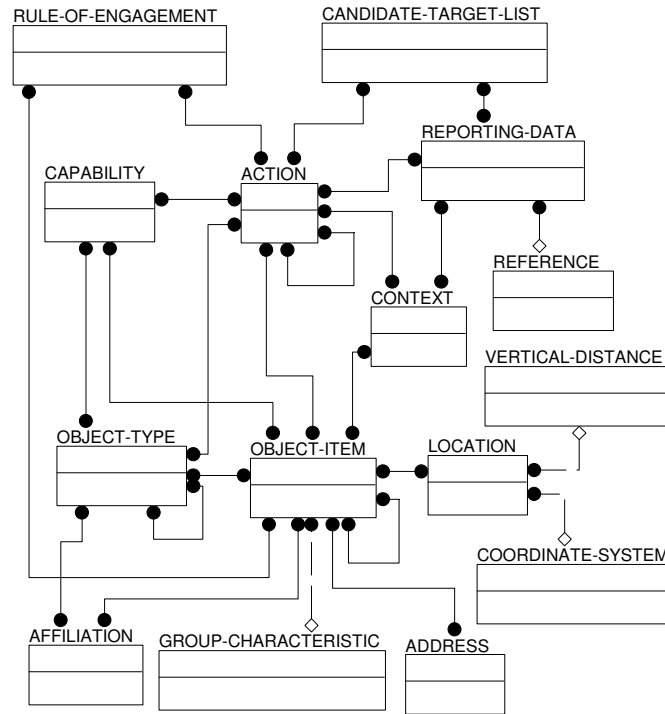 RULE-OF-ENGAGEMENT
CANDIDATE-TARGET-LIST
REPORTING-DATA
CAPABILITY
ACTION
REFERENCE
CONTEXT
VERTICAL-DISTANCE
OBJECT-TYPE
OBJECT-ITEM
LOCATION
COORDINATE-SYSTEM
AFFILIATION
GROUP-CHARACTERISTIC
ADDRESS